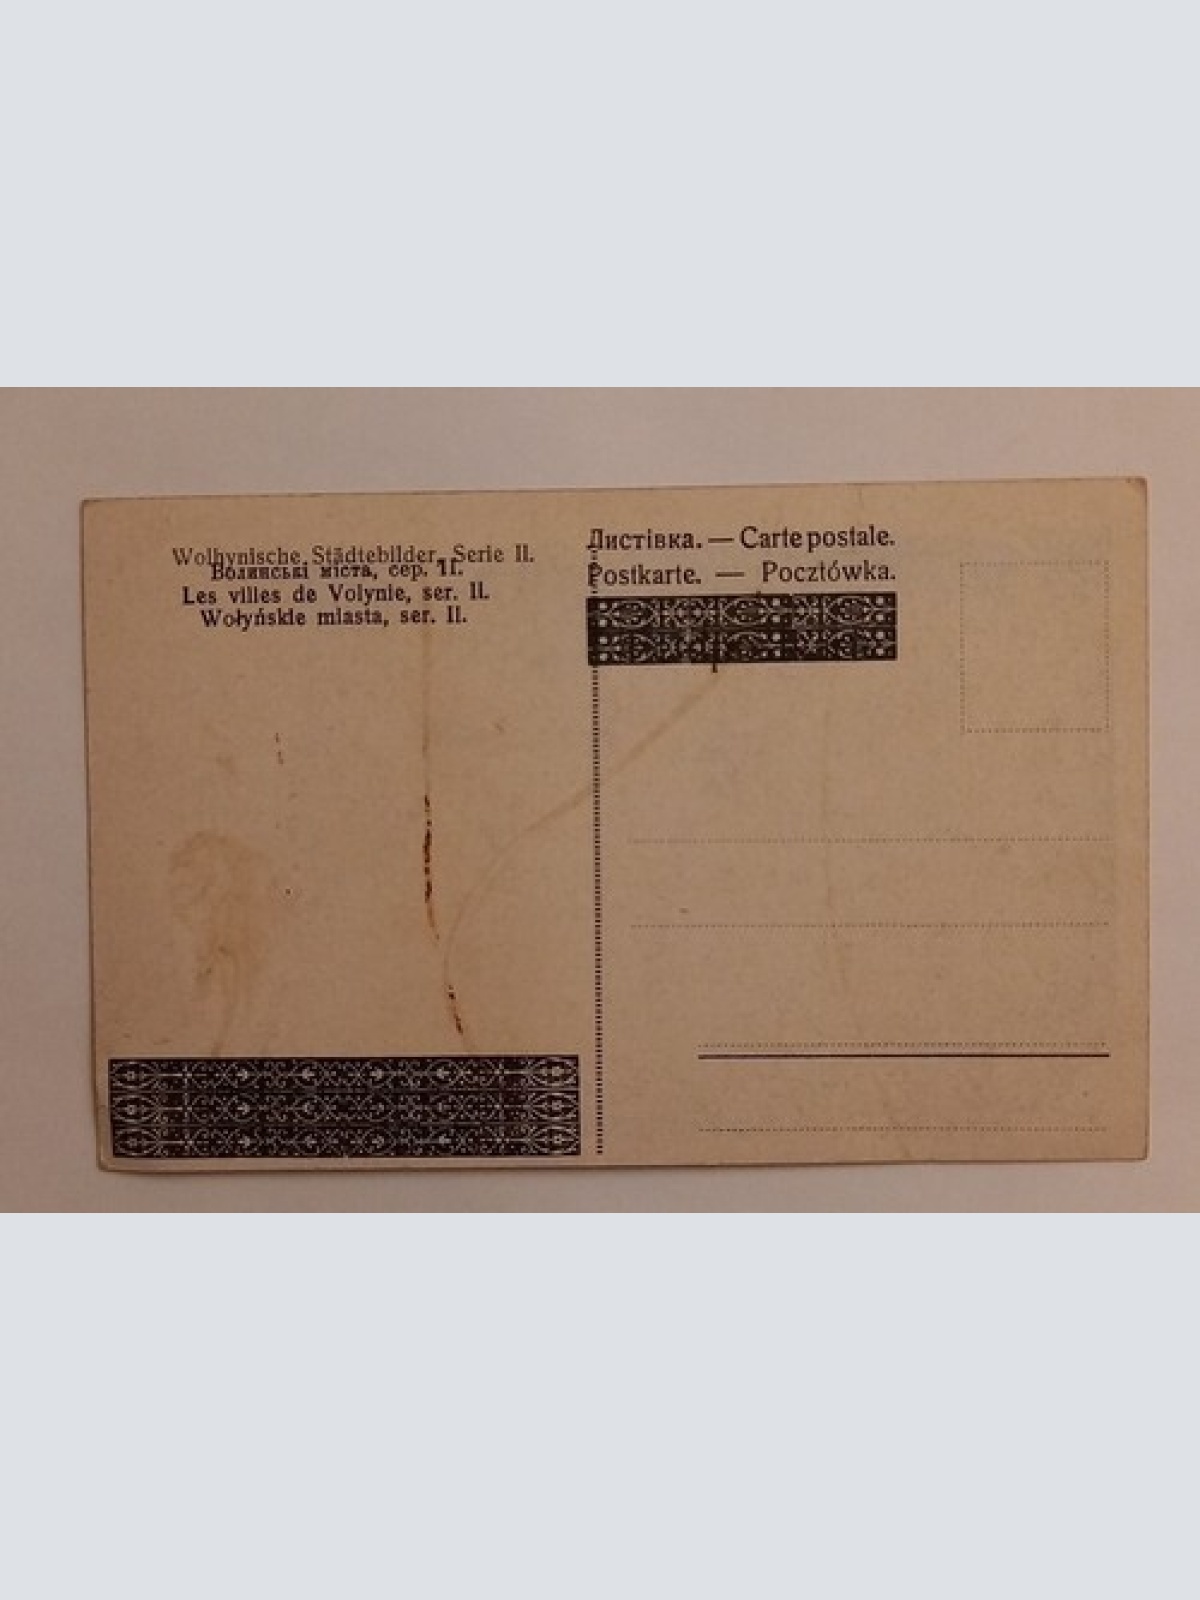 Wolhynische Städtebilder, Serie II.
Волинські міста, сер. II.
Les villes de Volynie, ser. II.
Wołyńskie miasta, ser. II.
Листівка. — Carte postale.
Postkarte. — Pocztówka.